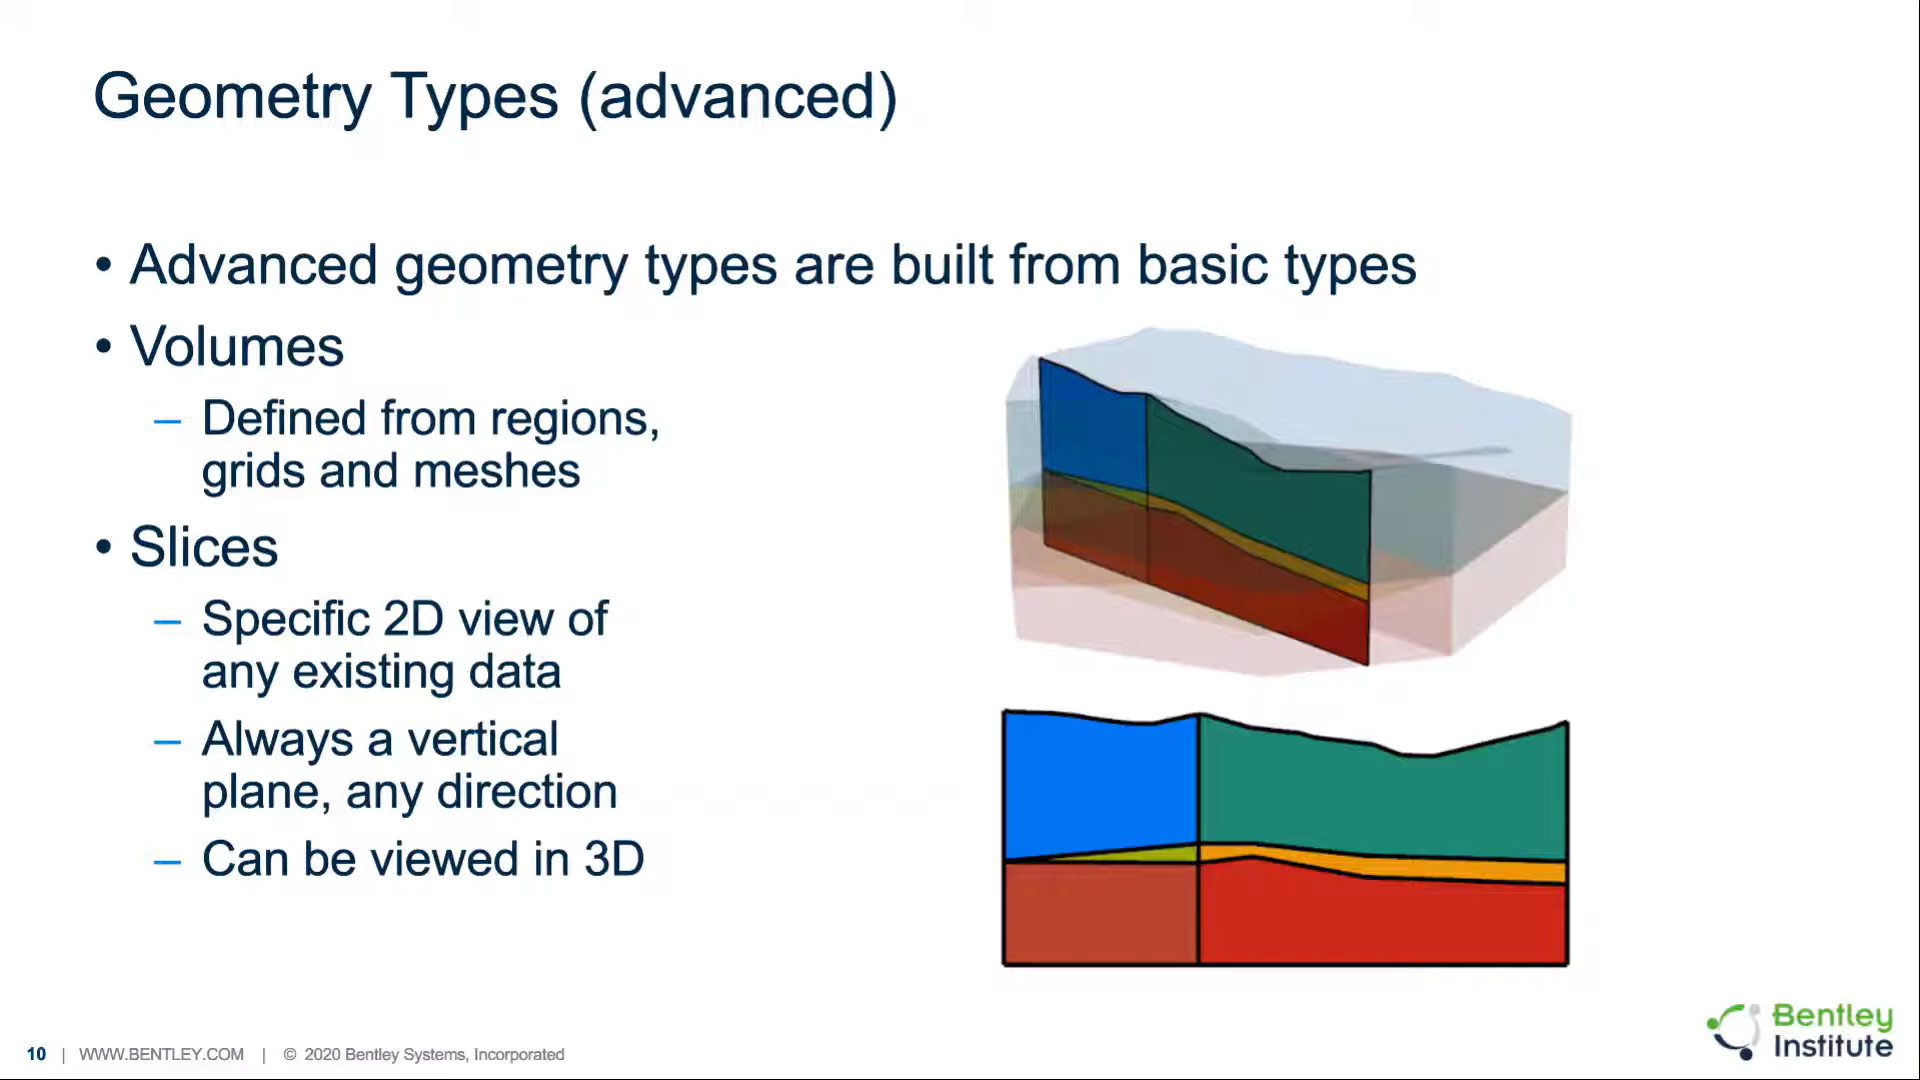 Geometry Types (advanced)
• Advanced geometry types are built from basic types
• Volumes
– Defined from regions,
grids and meshes
• Slices
– Specific 2D view of
any existing data
– Always a vertical
plane, any direction
– Can be viewed in 3D
10 | WWW.BENTLEY.COM | © 2020 Bentley Systems, Incorporated
Bentley
Institute